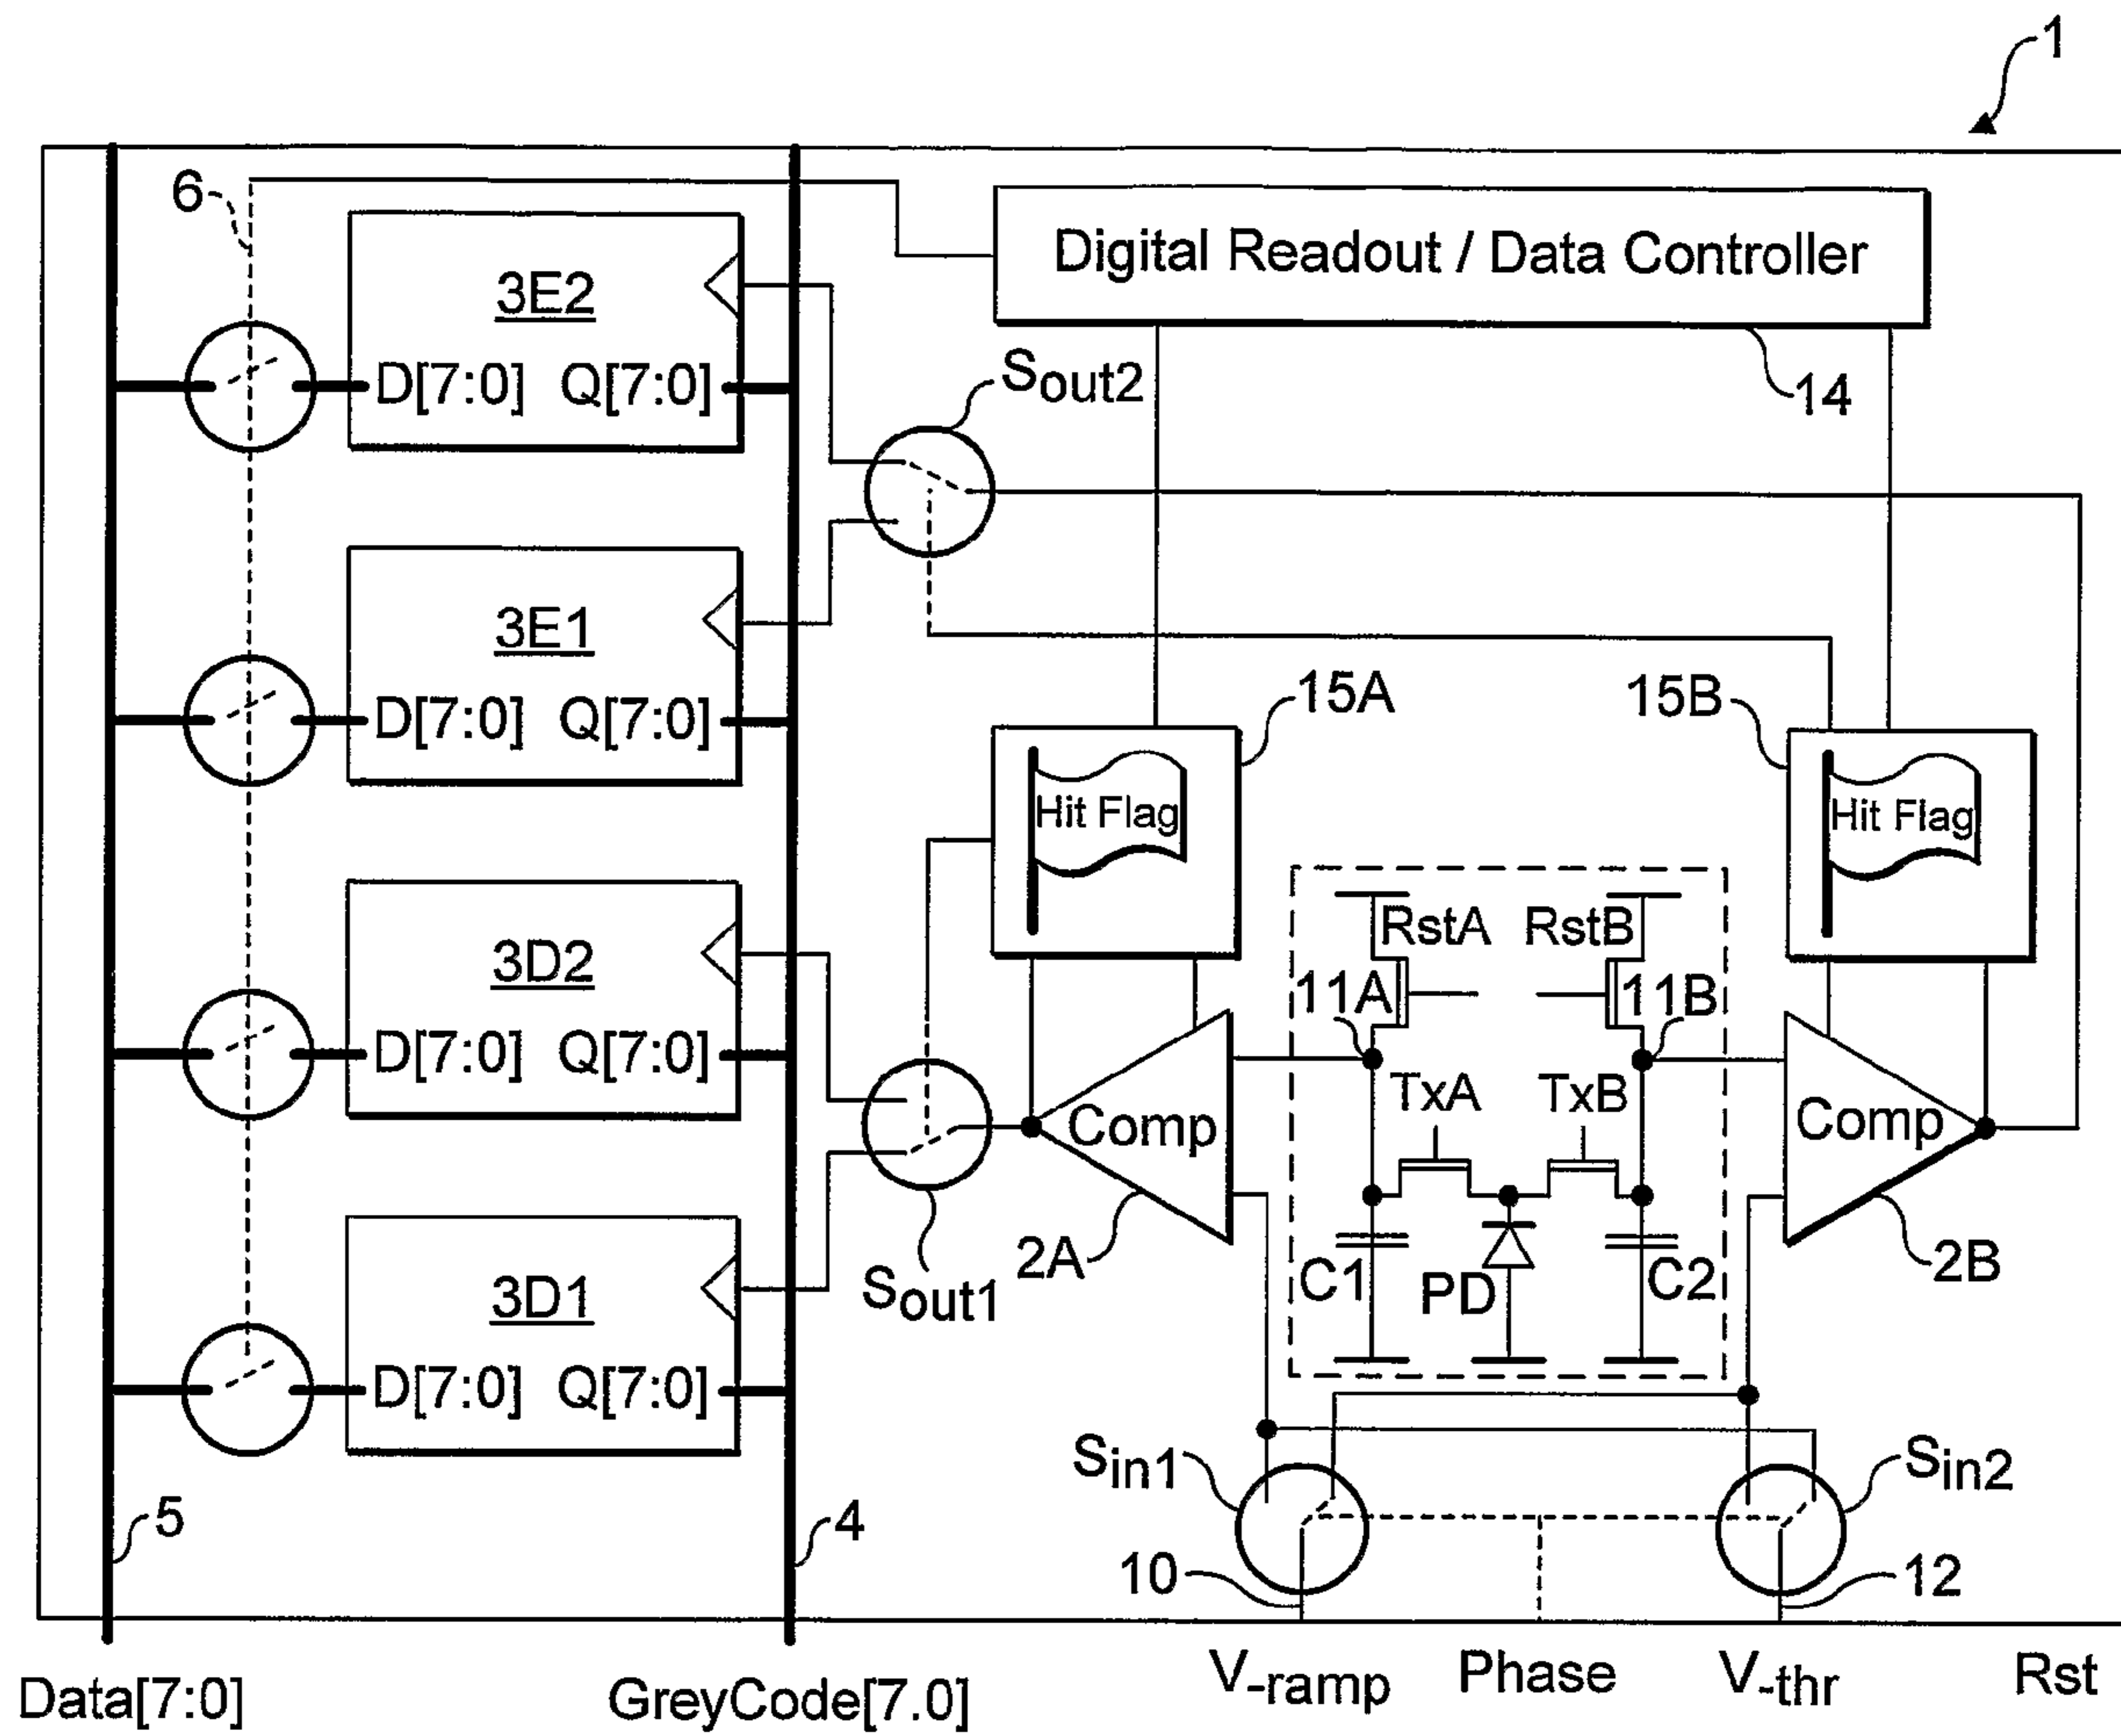 1
6
Digital Readout / Data Controller
3E2
D[7:0] Q[7:0]
Sout2
14
3E1
D[7:0] Q[7:0]
15A
15B
Hit Flag
Hit Flag
RstA RstB
3D2
D[7:0] Q[7:0]
11A
11B
TxA TxB
Comp
Comp
2A
2B
C1
PD
C2
Sout1
3D1
D[7:0] Q[7:0]
Sin1
Sin2
5
4
10
12
Data[7:0]
GreyCode[7.0]
V-ramp
Phase
V-thr
Rst